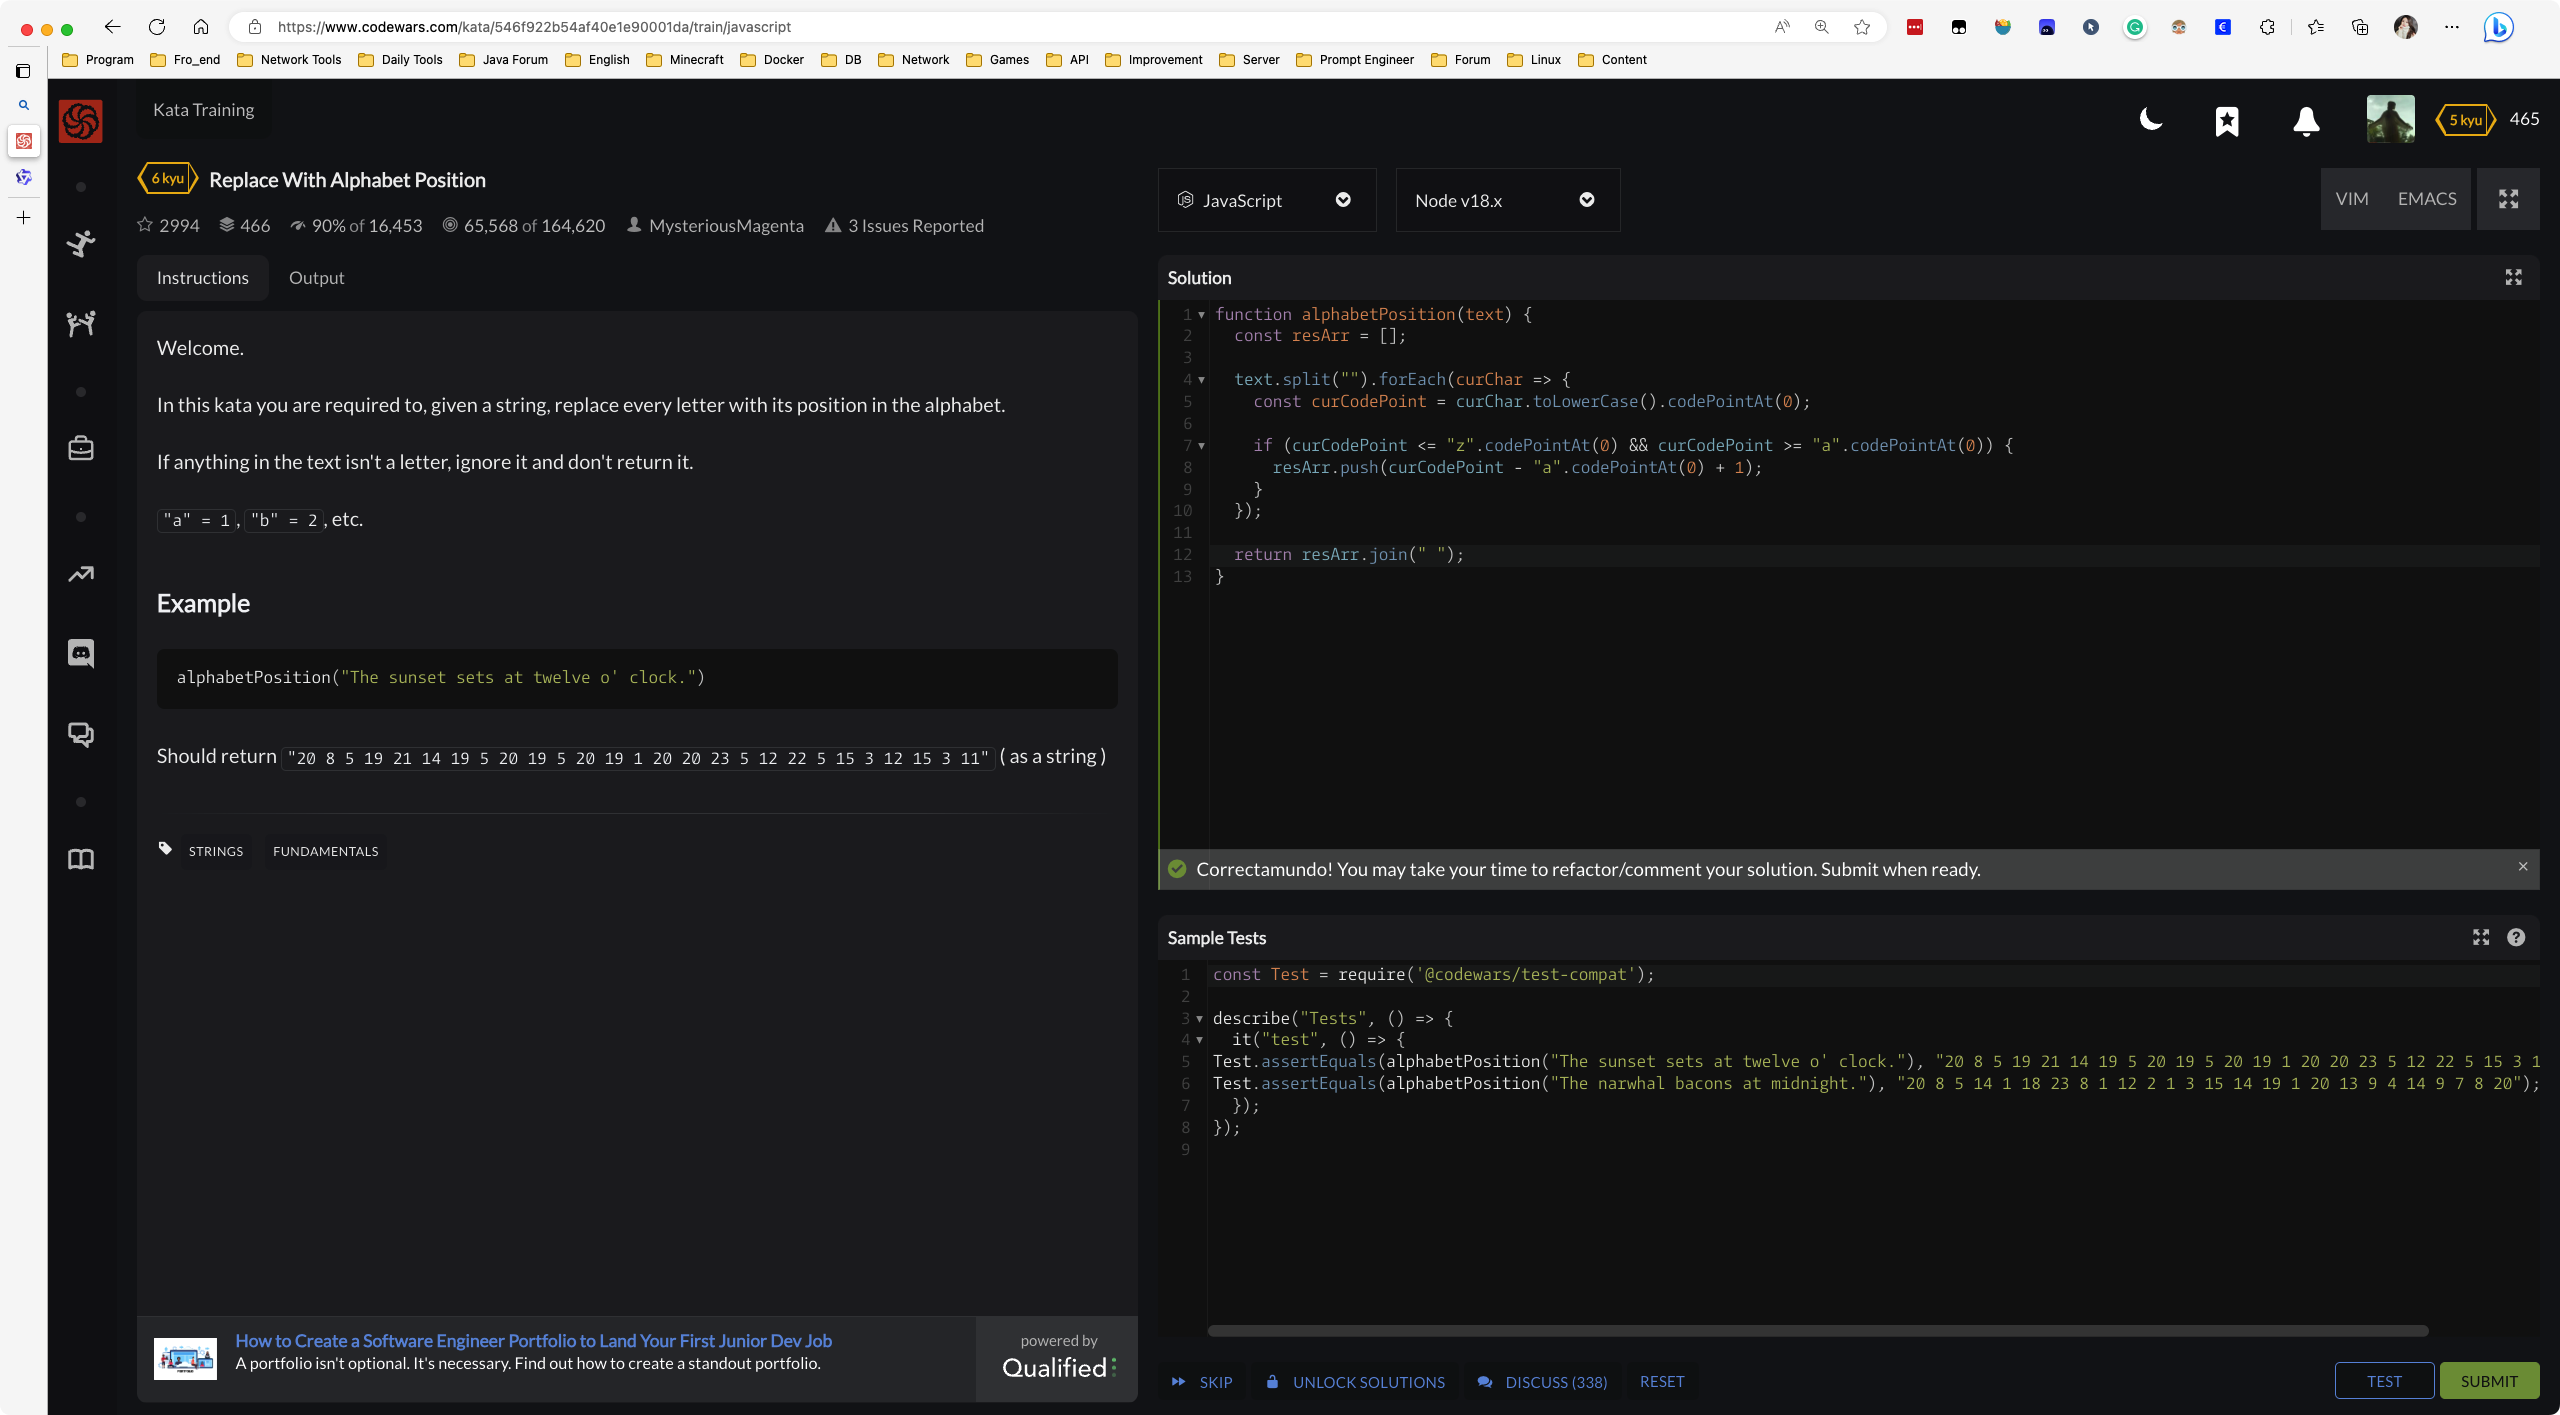 https://www.codewars.com/kata/546f922b54af40e1e90001da/train/javascript
Program Fro_end Network Tools Daily Tools Java Forum English Minecraft Docker DB Network Games API Improvement Server Prompt Engineer Forum Linux Content
Kata Training
5 kyu 465
6 kyu Replace With Alphabet Position
2994 466 90% of 16,453 65,568 of 164,620 MysteriousMagenta 3 Issues Reported
Instructions Output
Welcome.
In this kata you are required to, given a string, replace every letter with its position in the alphabet.
If anything in the text isn't a letter, ignore it and don't return it.
"a" = 1, "b" = 2, etc.
Example
alphabetPosition("The sunset sets at twelve o' clock.")
Should return "20 8 5 19 21 14 19 5 20 19 5 20 19 1 20 20 23 5 12 22 5 15 3 12 15 3 11" ( as a string )
STRINGS FUNDAMENTALS
How to Create a Software Engineer Portfolio to Land Your First Junior Dev Job
A portfolio isn't optional. It's necessary. Find out how to create a standout portfolio.
powered by
Qualified
JavaScript Node v18.x VIM EMACS
Solution
1 function alphabetPosition(text) {
2 const resArr = [];
3
4 text.split("").forEach(curChar => {
5 const curCodePoint = curChar.toLowerCase().codePointAt(0);
6
7 if (curCodePoint <= "z".codePointAt(0) && curCodePoint >= "a".codePointAt(0)) {
8 resArr.push(curCodePoint - "a".codePointAt(0) + 1);
9 }
10 });
11
12 return resArr.join(" ");
13 }
Correctamundo! You may take your time to refactor/comment your solution. Submit when ready.
Sample Tests
1 const Test = require('@codewars/test-compat');
2
3 describe("Tests", () => {
4 it("test", () => {
5 Test.assertEquals(alphabetPosition("The sunset sets at twelve o' clock."), "20 8 5 19 21 14 19 5 20 19 5 20 19 1 20 20 23 5 12 22 5 15 3 1
6 Test.assertEquals(alphabetPosition("The narwhal bacons at midnight."), "20 8 5 14 1 18 23 8 1 12 2 1 3 15 14 19 1 20 13 9 4 14 9 7 8 20");
7 });
8 });
9
SKIP UNLOCK SOLUTIONS DISCUSS (338) RESET TEST SUBMIT